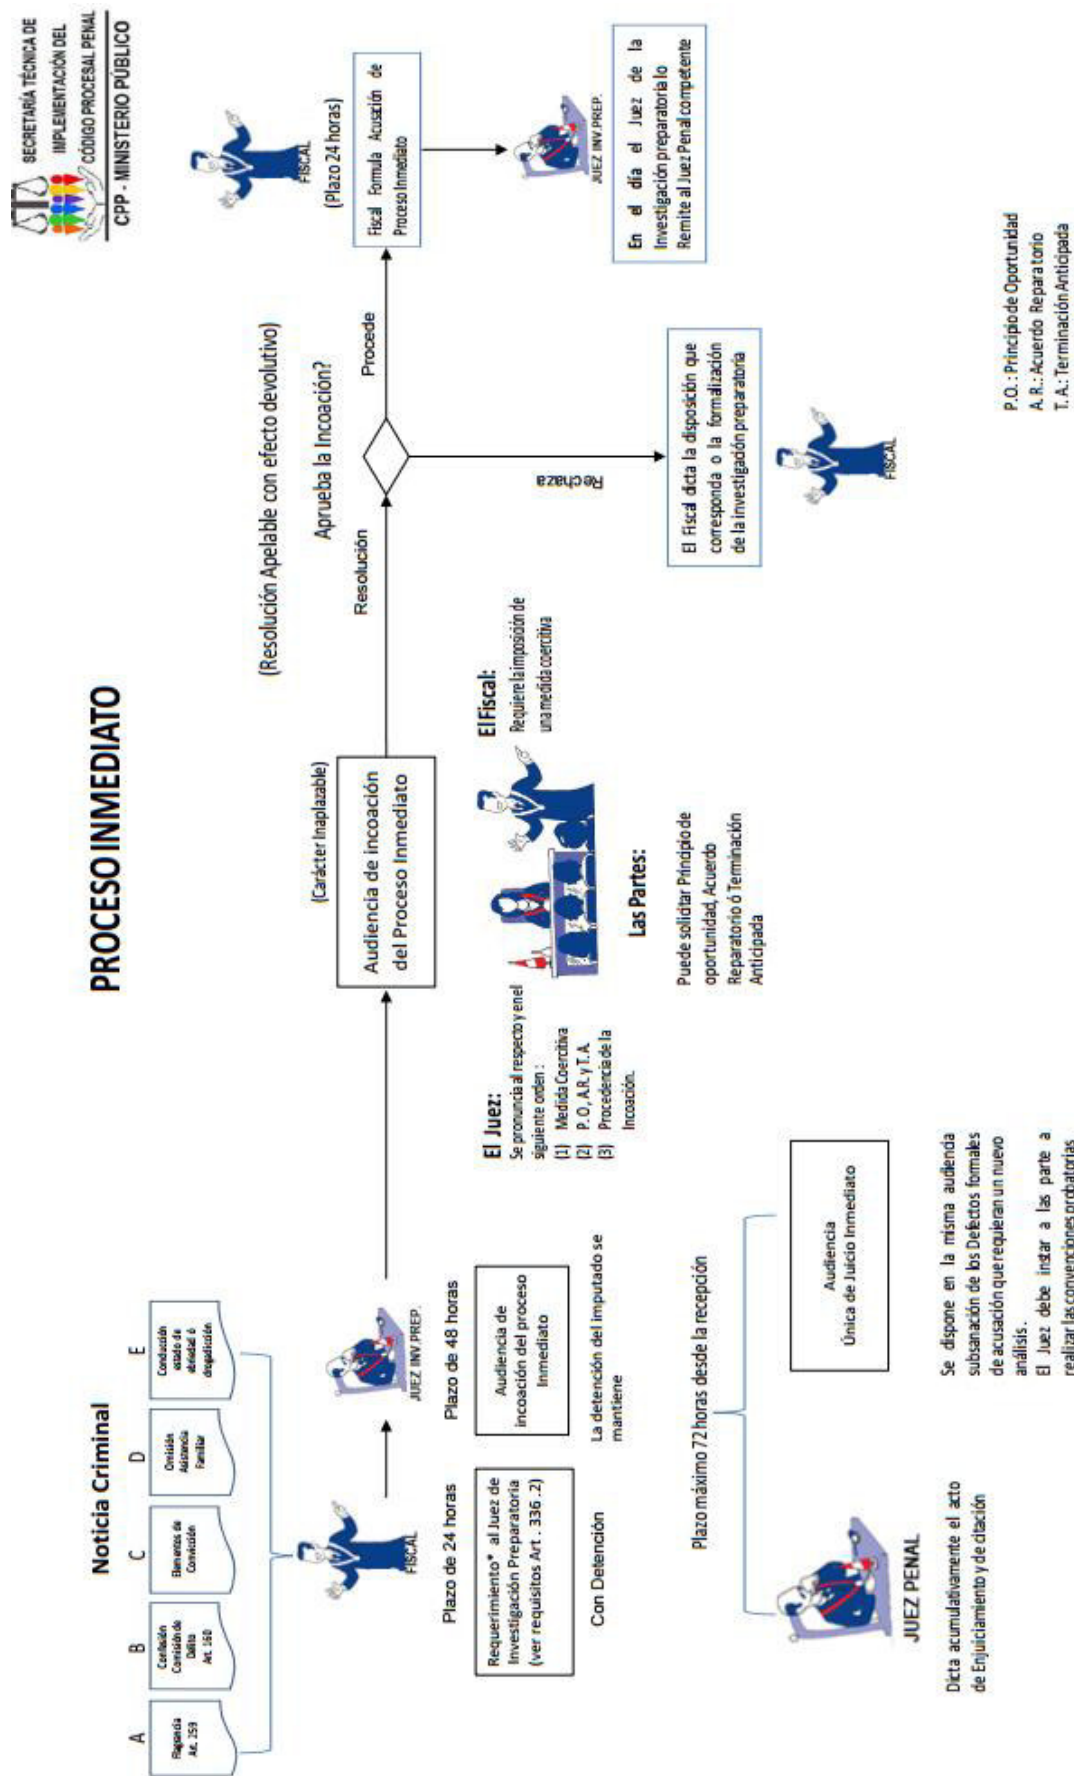 SECRETARÍA TÉCNICA DE
IMPLEMENTACIÓN DEL
CÓDIGO PROCESAL PENAL
CPP - MINISTERIO PÚBLICO
PROCESO INMEDIATO
Noticia Criminal
A
Flagrancia
Art. 259
B
Confesión
Comisión de
Delito
Art. 160
C
Elementos de
Convicción
D
Omisión
Asistencia
Familiar
E
Conducción
estado de
ebriedad ó
drogadicción
FISCAL
JUEZ INV.PREP.
Plazo de 24 horas
Requerimiento* al Juez de
Investigación Preparatoria
(ver requisitos Art . 336 .2)
Con Detención
Plazo de 48 horas
Audiencia de
incoación del proceso
Inmediato
La detención del imputado se
mantiene
(Carácter Inaplazable)
Audiencia de incoación
del Proceso Inmediato
El Juez:
Se pronuncia al respecto y en el
siguiente orden :
(1) Medida Coercitiva
(2) P.O, A.R. y T.A.
(3) Procedencia de la
Incoación.
El Fiscal:
Requiere la imposición de
una medida coercitiva
Las Partes:
Puede solicitar Principio de
oportunidad, Acuerdo
Reparatorio ó Terminación
Anticipada
(Resolución Apelable con efecto devolutivo)
Aprueba la Incoación?
Resolución
Procede
Rechaza
El Fiscal dicta la disposición que
corresponda o la formalización
de la investigación preparatoria
FISCAL
FISCAL
(Plazo 24 horas)
Fiscal Formula Acusación de
Proceso Inmediato
JUEZ INV.PREP.
En el día el Juez de la
Investigación preparatoria lo
Remite al Juez Penal competente
Plazo máximo 72 horas desde la recepción
JUEZ PENAL
Dicta acumulativamente el acto
de Enjuiciamiento y de citación
Audiencia
Única de Juicio Inmediato
Se dispone en la misma audiencia
subsanación de los Defectos formales
de acusación que requieran un nuevo
análisis.
El Juez debe instar a las parte a
realizar las convenciones probatorias
P.O. : Principio de Oportunidad
A. R.: Acuerdo Reparatorio
T. A.: Terminación Anticipada